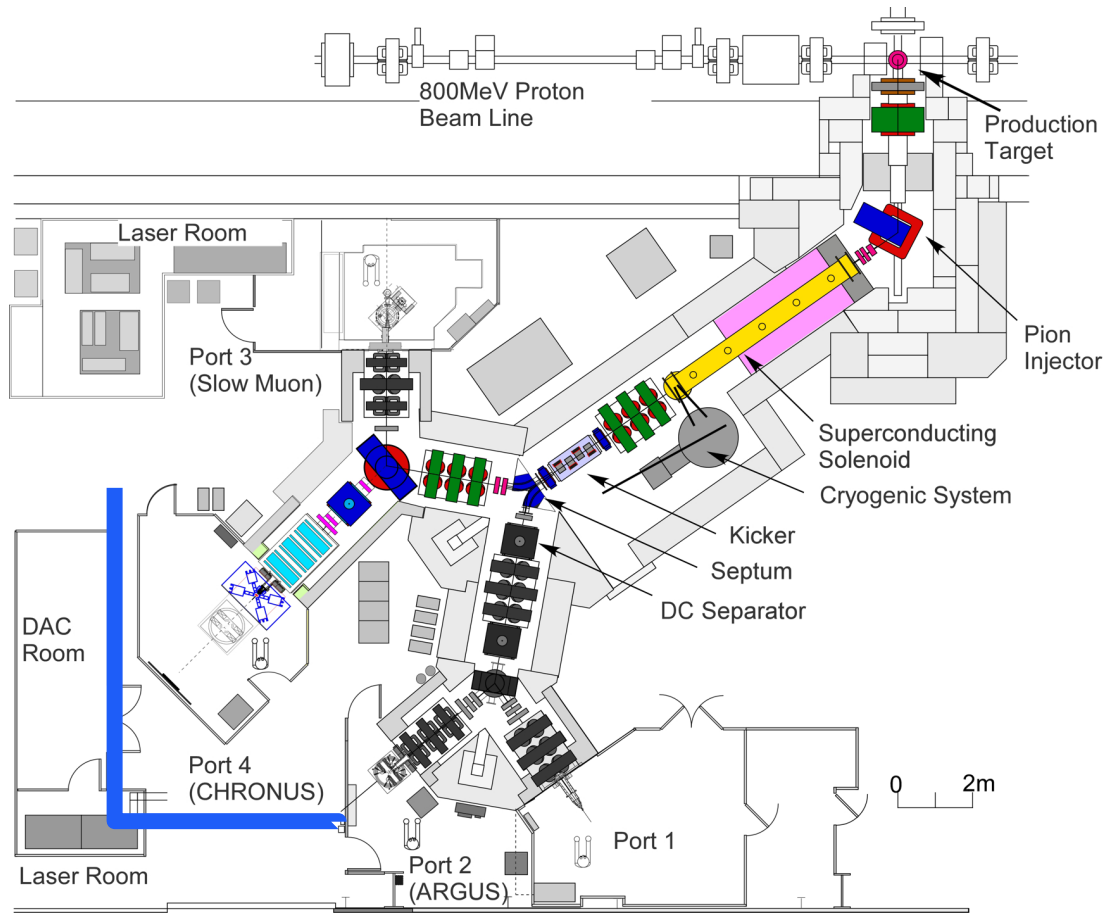 800MeV Proton
Beam Line
Production
Target
Laser Room
Pion
Injector
Port 3
(Slow Muon)
Superconducting
Solenoid
Cryogenic System
Kicker
Septum
DC Separator
DAC
Room
Port 4
(CHRONUS)
0 2m
Port 1
Port 2
(ARGUS)
Laser Room